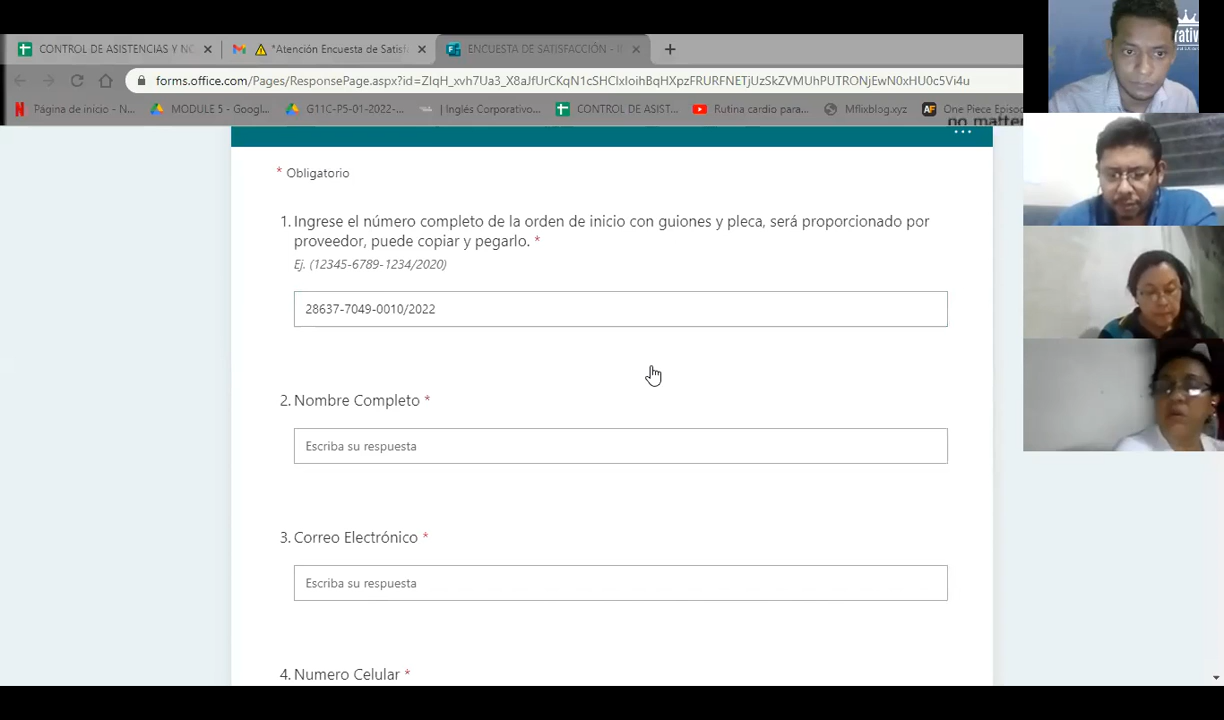 CONTROL DE ASISTENCIAS Y NO
*Atención Encuesta de Satisf
ENCUESTA DE SATISFACCIÓN -
forms.office.com/Pages/ResponsePage.aspx?id=ZIqH_xvh7Ua3_X8aJfUrCKqN1cSHCIxIoihBqHXpzFRURFNETjUzSkZVMUhPUTRONjEwN0xHU0c5Vi4u
Página de inicio - N...
MODULE 5 - Googl...
G11C-P5-01-2022-...
| Inglés Corporativo...
CONTROL DE ASIST...
Rutina cardio para...
Mflixblog.xyz
One Piece Episo
no matter
* Obligatorio
1. Ingrese el número completo de la orden de inicio con guiones y pleca, será proporcionado por
proveedor, puede copiar y pegarlo. *
Ej. (12345-6789-1234/2020)
28637-7049-0010/2022
2. Nombre Completo *
Escriba su respuesta
3. Correo Electrónico *
Escriba su respuesta
4. Numero Celular *